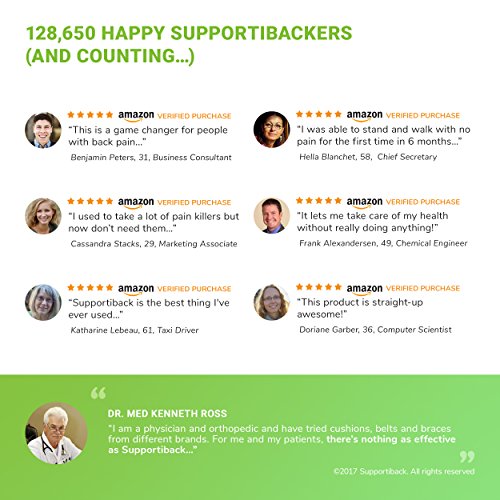 128,650 HAPPY SUPPORTIBACKERS
(AND COUNTING...)
amazon VERIFIED PURCHASE
“This is a game changer for people
with back pain...”
Benjamin Peters, 31, Business Consultant
amazon VERIFIED PURCHASE
“I was able to stand and walk with no
pain for the first time in 6 months...”
Hella Blanchet, 58, Chief Secretary
amazon VERIFIED PURCHASE
“I used to take a lot of pain killers but
now don't need them...”
Cassandra Stacks, 29, Marketing Associate
amazon VERIFIED PURCHASE
“It lets me take care of my health
without really doing anything!”
Frank Alexandersen, 49, Chemical Engineer
amazon VERIFIED PURCHASE
“Supportiback is the best thing I've
ever used...”
Katharine Lebeau, 61, Taxi Driver
amazon VERIFIED PURCHASE
“This product is straight-up
awesome!”
Doriane Garber, 36, Computer Scientist
“
DR. MED KENNETH ROSS
“I am a physician and orthopedic and have tried cushions, belts and braces
from different brands. For me and my patients, there's nothing as effective
as Supportiback...”
”
©2017 Supportiback. All rights reserved